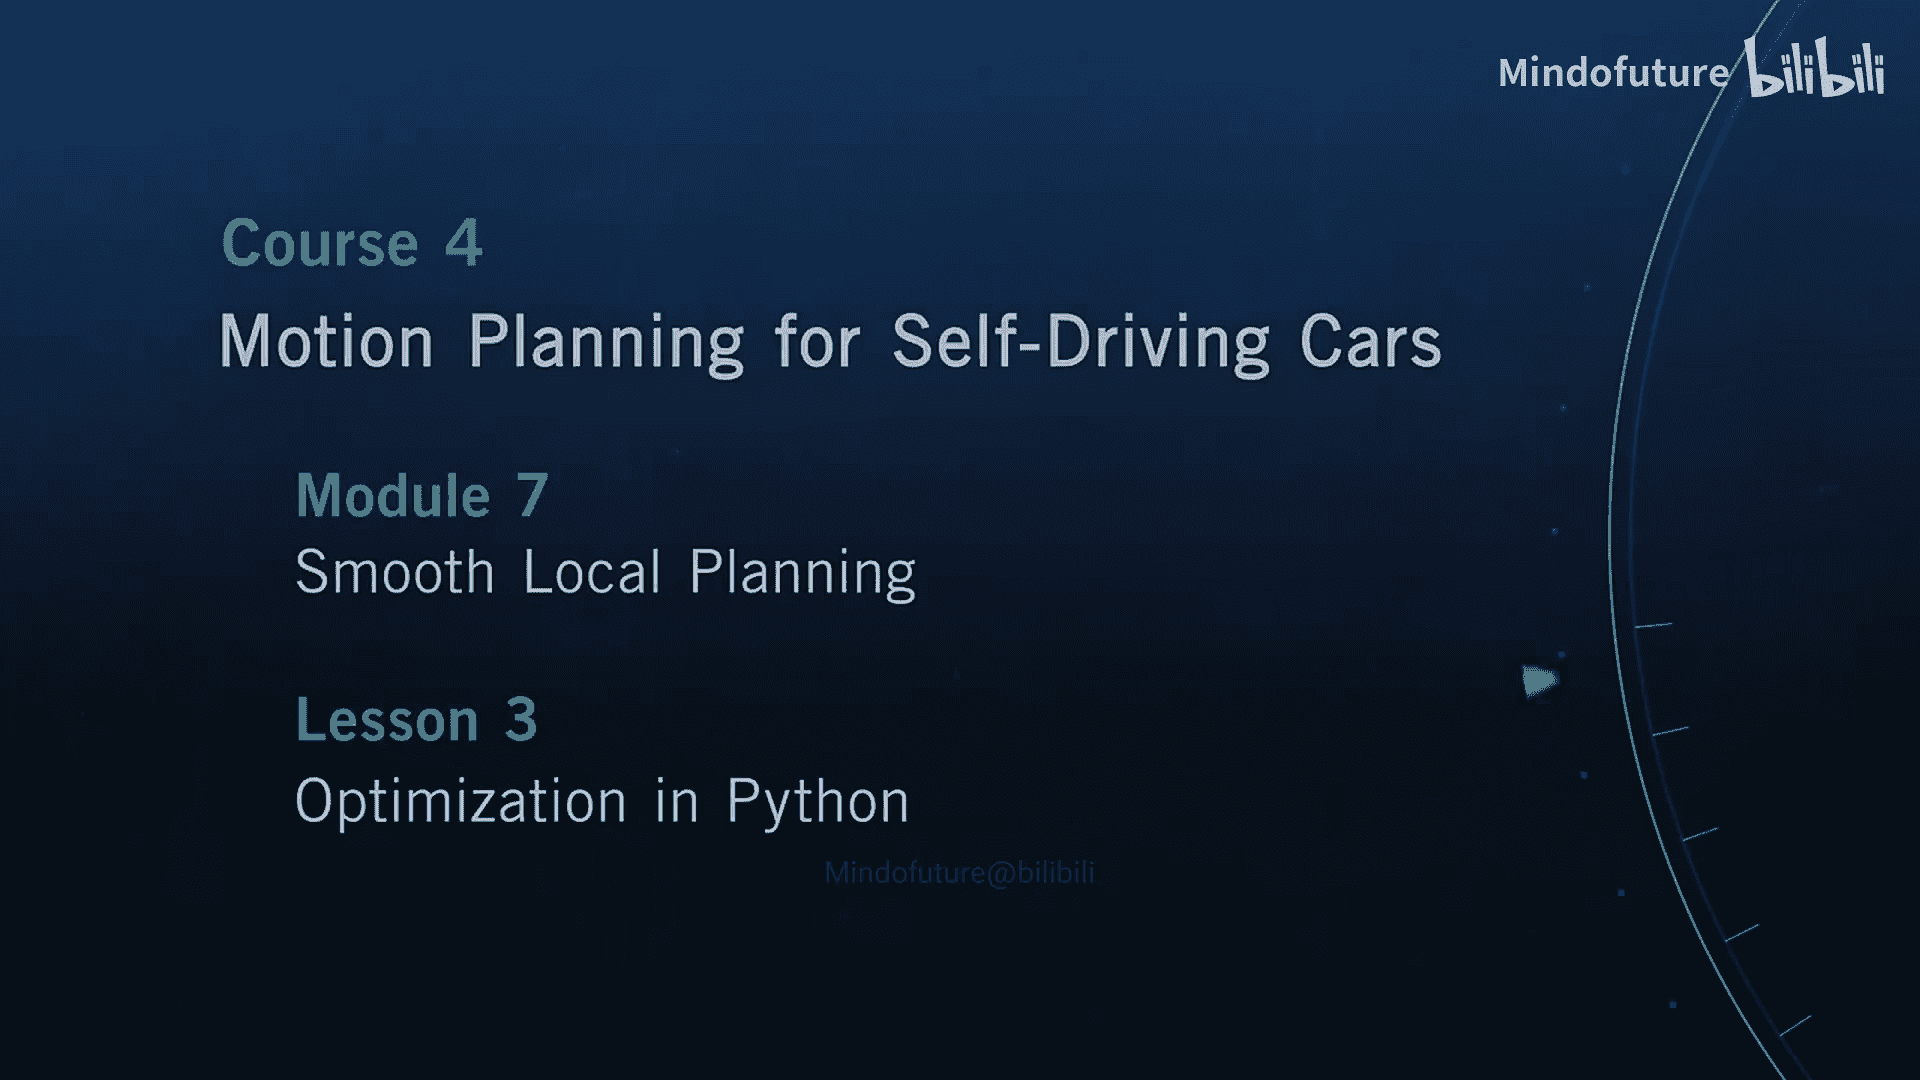 Mindofuture bilibili
Course 4
Motion Planning for Self-Driving Cars
Module 7
Smooth Local Planning
Lesson 3
Optimization in Python
Mindofuture@bilibili